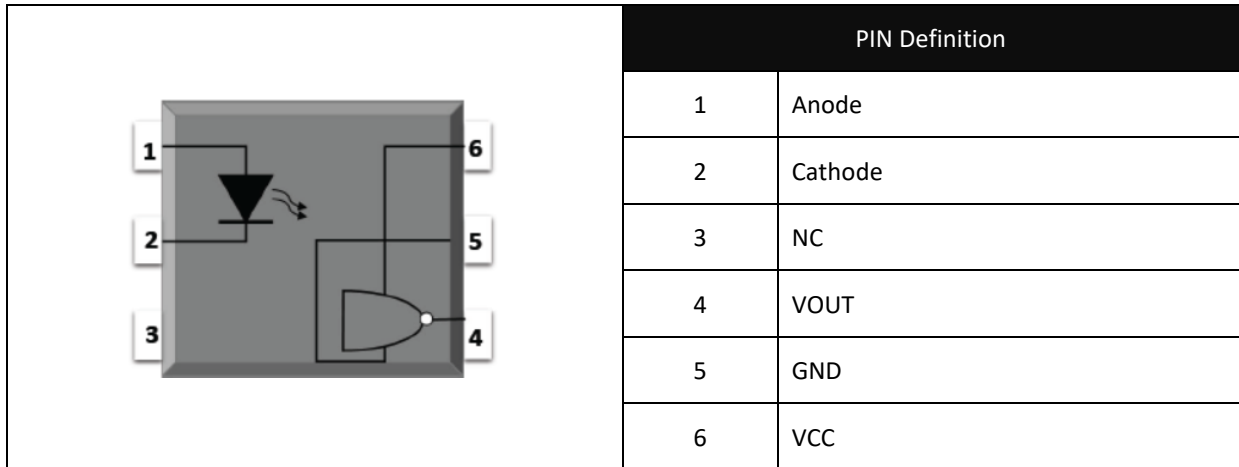 PIN Definition
1 Anode
2 Cathode
3 NC
4 VOUT
5 GND
6 VCC
1
6
2
5
3
4